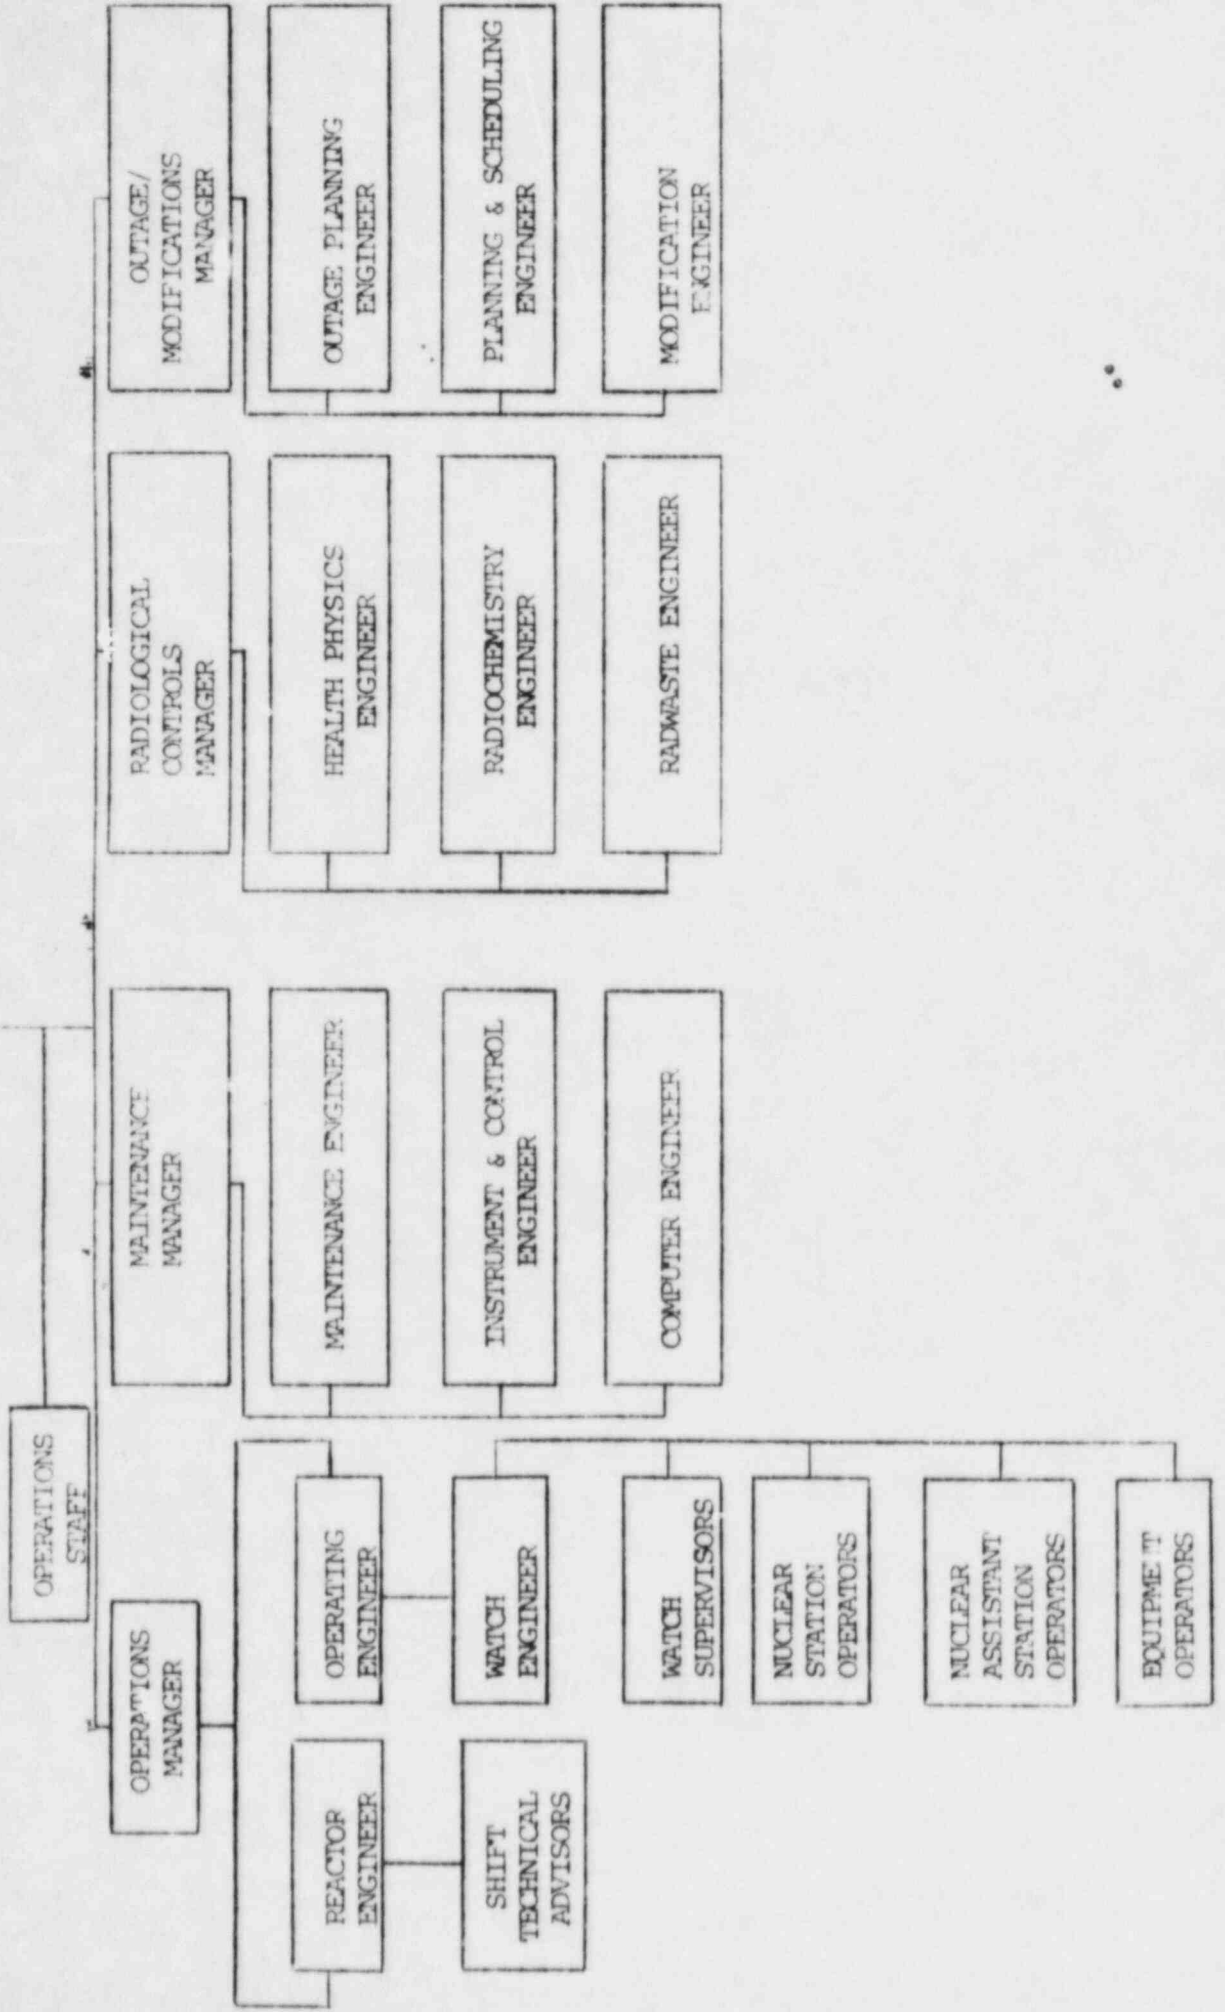 OPERATIONS
STAFF
OPERATIONS
MANAGER
MAINTENANCE
MANAGER
RADIOLOGICAL
CONTROLS
MANAGER
OUTAGE/
MODIFICATIONS
MANAGER
REACTOR
ENGINEER
OPERATING
ENGINEER
MAINTENANCE ENGINEER
HEALTH PHYSICS
ENGINEER
OUTAGE PLANNING
ENGINEER
SHIFT
TECHNICAL
ADVISORS
WATCH
ENGINEER
INSTRUMENT & CONTROL
ENGINEER
RADIOCHEMISTRY
ENGINEER
PLANNING & SCHEDULING
ENGINEER
WATCH
SUPERVISORS
COMPUTER ENGINEER
RADWASTE ENGINEER
MODIFICATION
ENGINEER
NUCLEAR
STATION
OPERATORS
NUCLEAR
ASSISTANT
STATION
OPERATORS
EQUIPMENT
OPERATORS